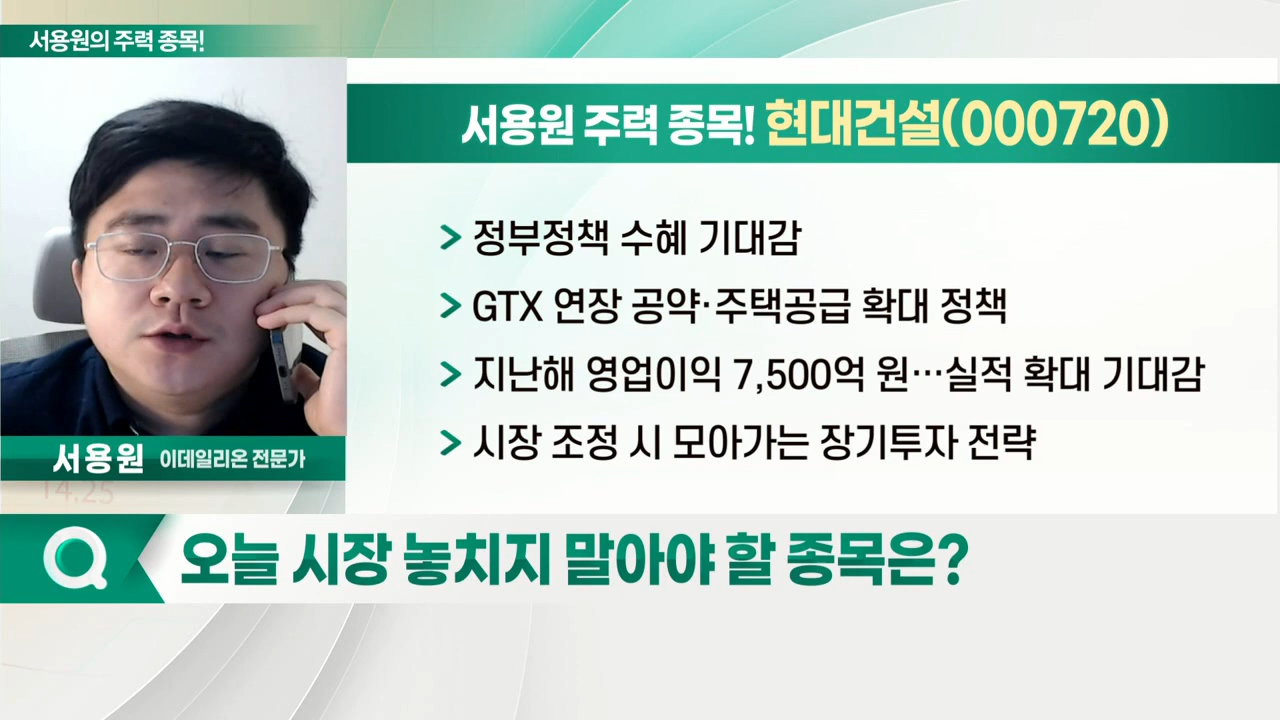 서용원의 주력 종목!
서용원 주력 종목! 현대건설(000720)
> 정부정책 수혜 기대감
> GTX 연장 공약·주택공급 확대 정책
> 지난해 영업이익 7,500억 원…실적 확대 기대감
> 시장 조정 시 모아가는 장기투자 전략
서용원 이데일리온 전문가
14.25
Q 오늘 시장 놓치지 말아야 할 종목은?